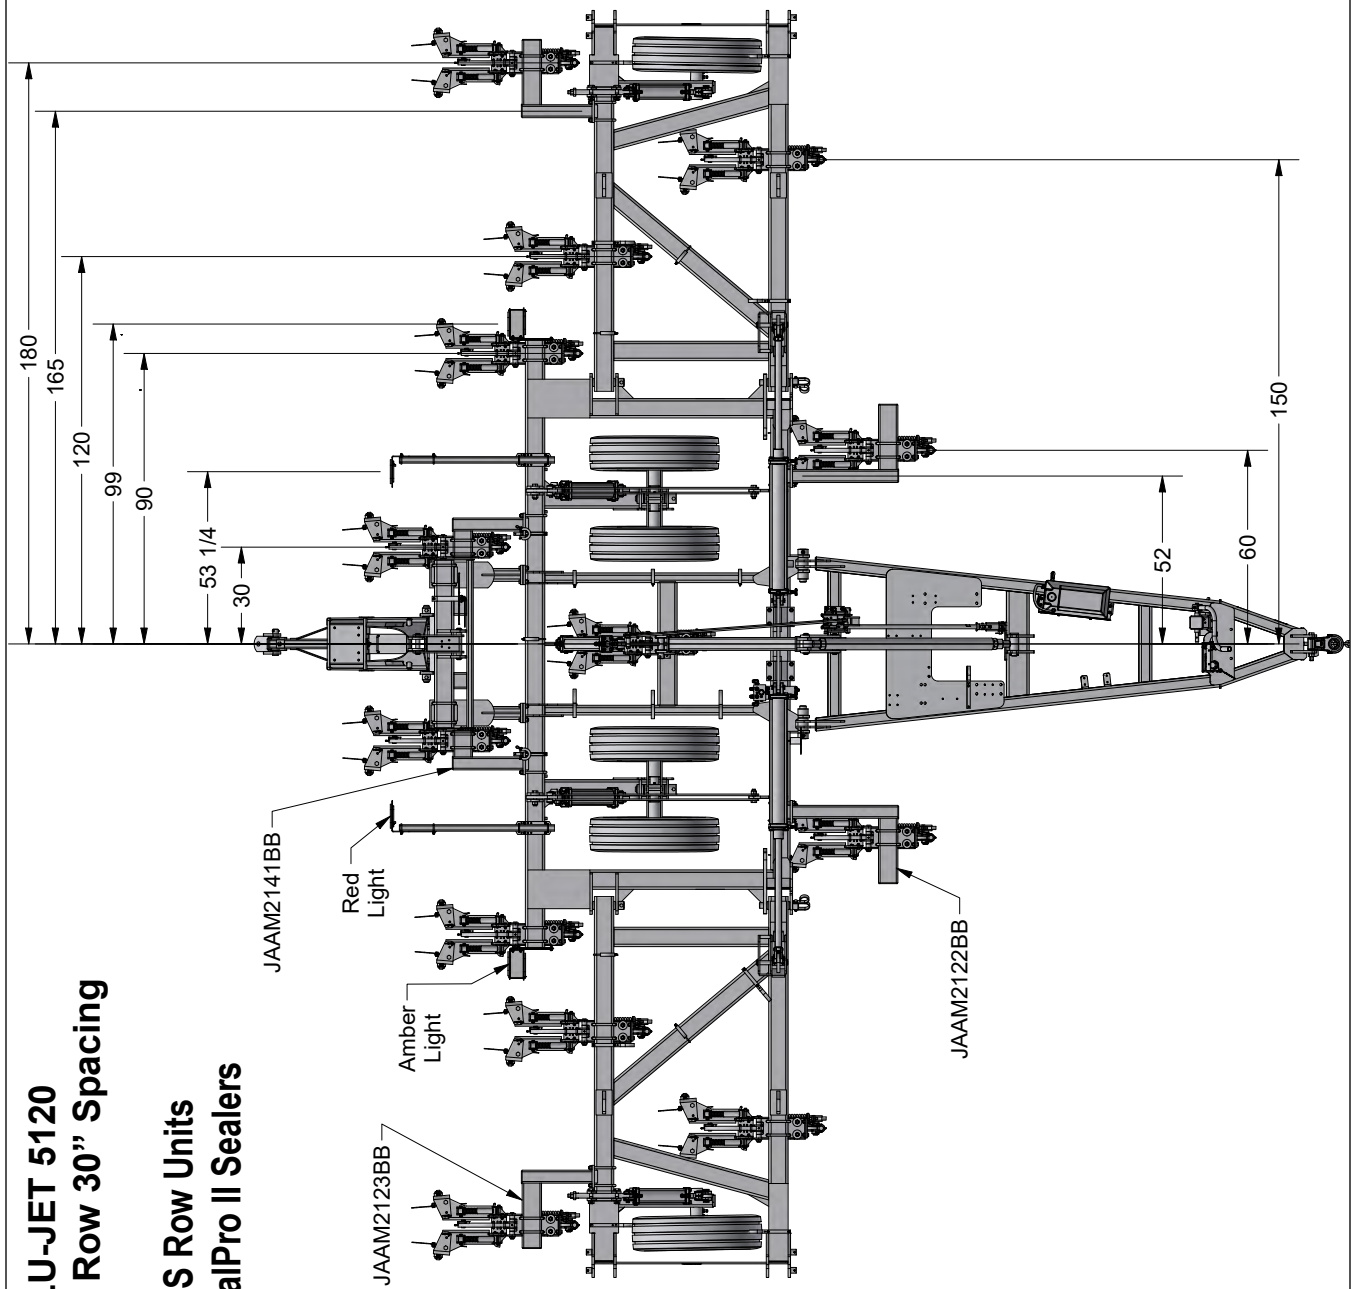 U-JET 5120
Row 30” Spacing
S Row Units
alPro II Sealers
180
165
120
99
90
53 1/4
30
150
60
52
JAAM2141BB
Red
Light
Amber
Light
JAAM2123BB
JAAM2122BB